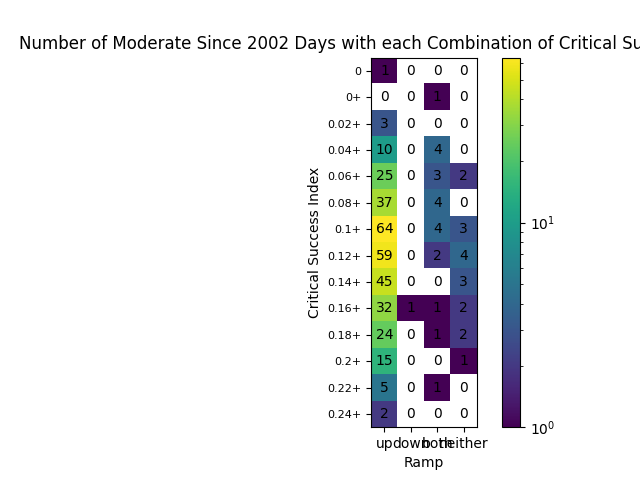 Number of Moderate Since 2002 Days with each Combination of Critical Su
Critical Success Index
0 1 0 0 0
0+ 0 0 1 0
0.02+ 3 0 0 0
0.04+ 10 0 4 0
0.06+ 25 0 3 2
0.08+ 37 0 4 0
0.1+ 64 0 4 3
0.12+ 59 0 2 4
0.14+ 45 0 0 3
0.16+ 32 1 1 2
0.18+ 24 0 1 2
0.2+ 15 0 0 1
0.22+ 5 0 1 0
0.24+ 2 0 0 0
up down both neither
Ramp
10^1
10^0